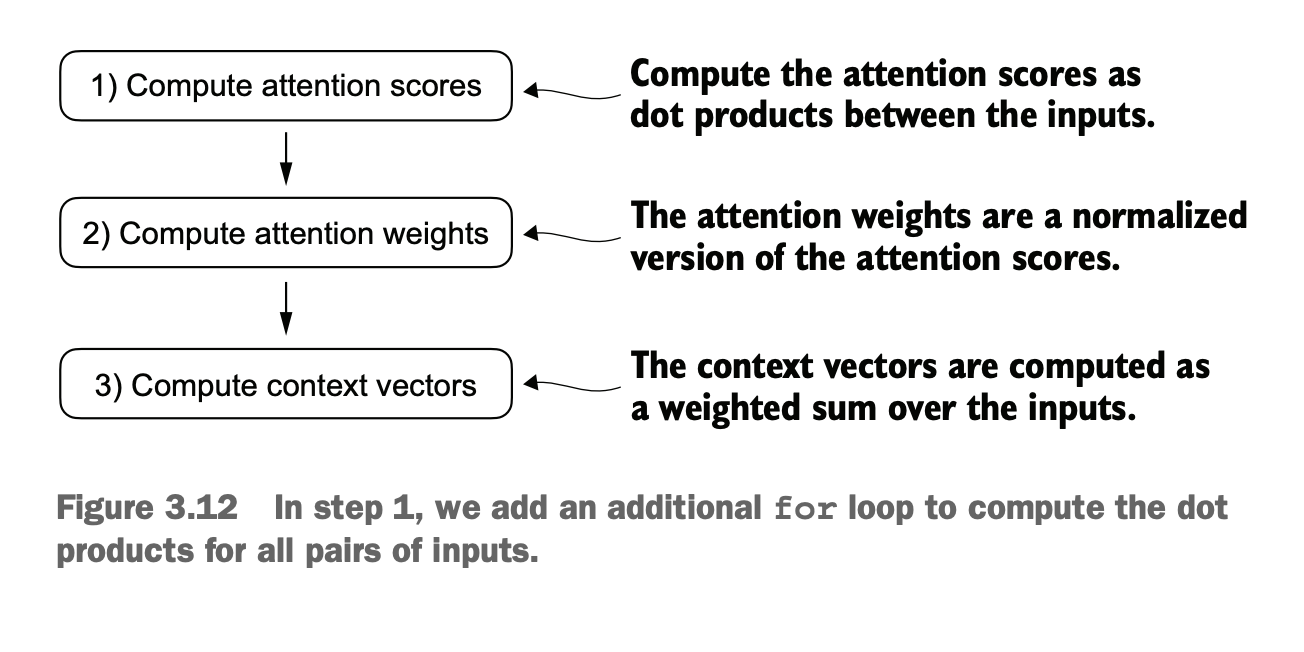 1) Compute attention scores
Compute the attention scores as
dot products between the inputs.
2) Compute attention weights
The attention weights are a normalized
version of the attention scores.
3) Compute context vectors
The context vectors are computed as
a weighted sum over the inputs.
Figure 3.12 In step 1, we add an additional for loop to compute the dot
products for all pairs of inputs.